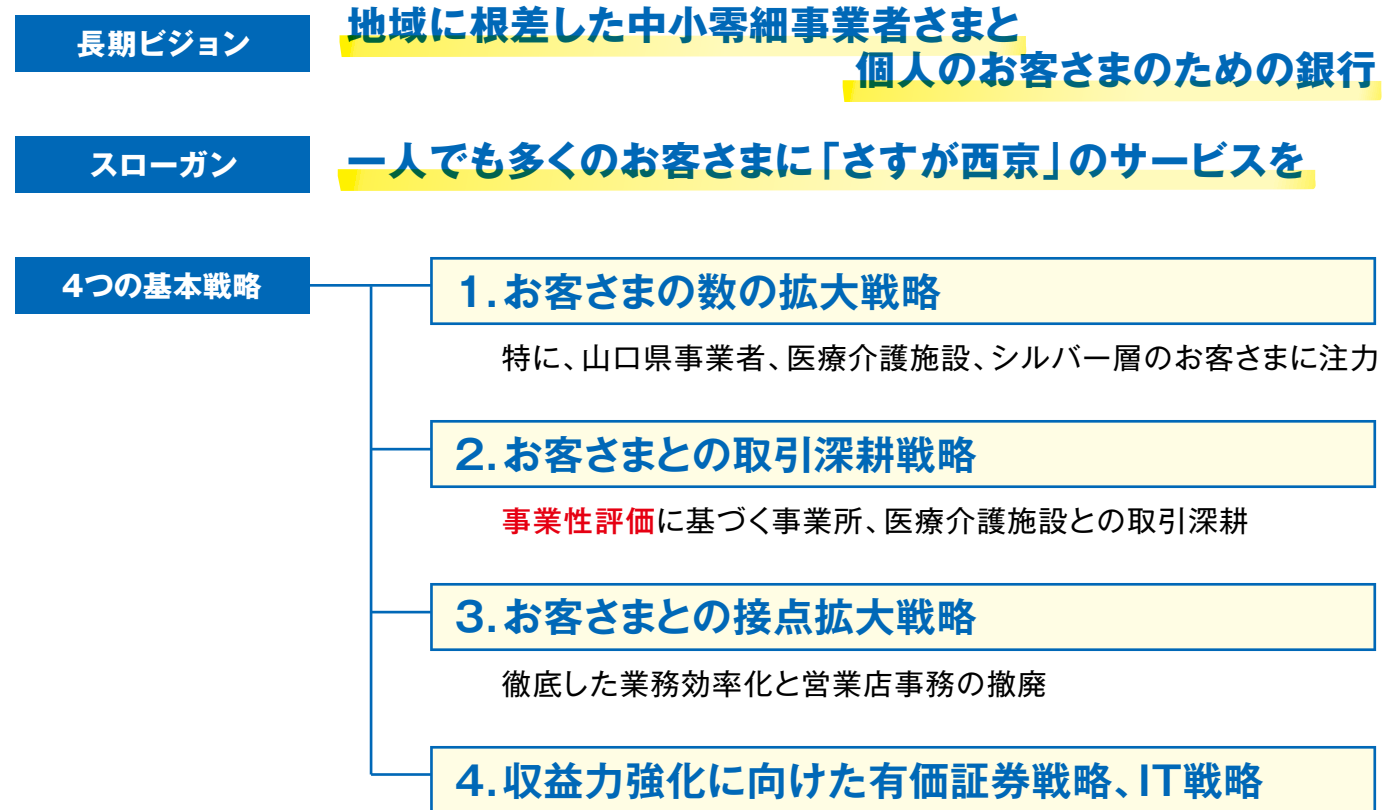 長期ビジョン
地域に根差した中小零細事業者さまと
個人のお客さまのための銀行
スローガン
一人でも多くのお客さまに「さすが西京」のサービスを
4つの基本戦略
1.お客さまの数の拡大戦略
特に、山口県事業者、医療介護施設、シルバー層のお客さまに注力
2.お客さまとの取引深耕戦略
事業性評価に基づく事業所、医療介護施設との取引深耕
3.お客さまとの接点拡大戦略
徹底した業務効率化と営業店事務の撤廃
4.収益力強化に向けた有価証券戦略、IT戦略